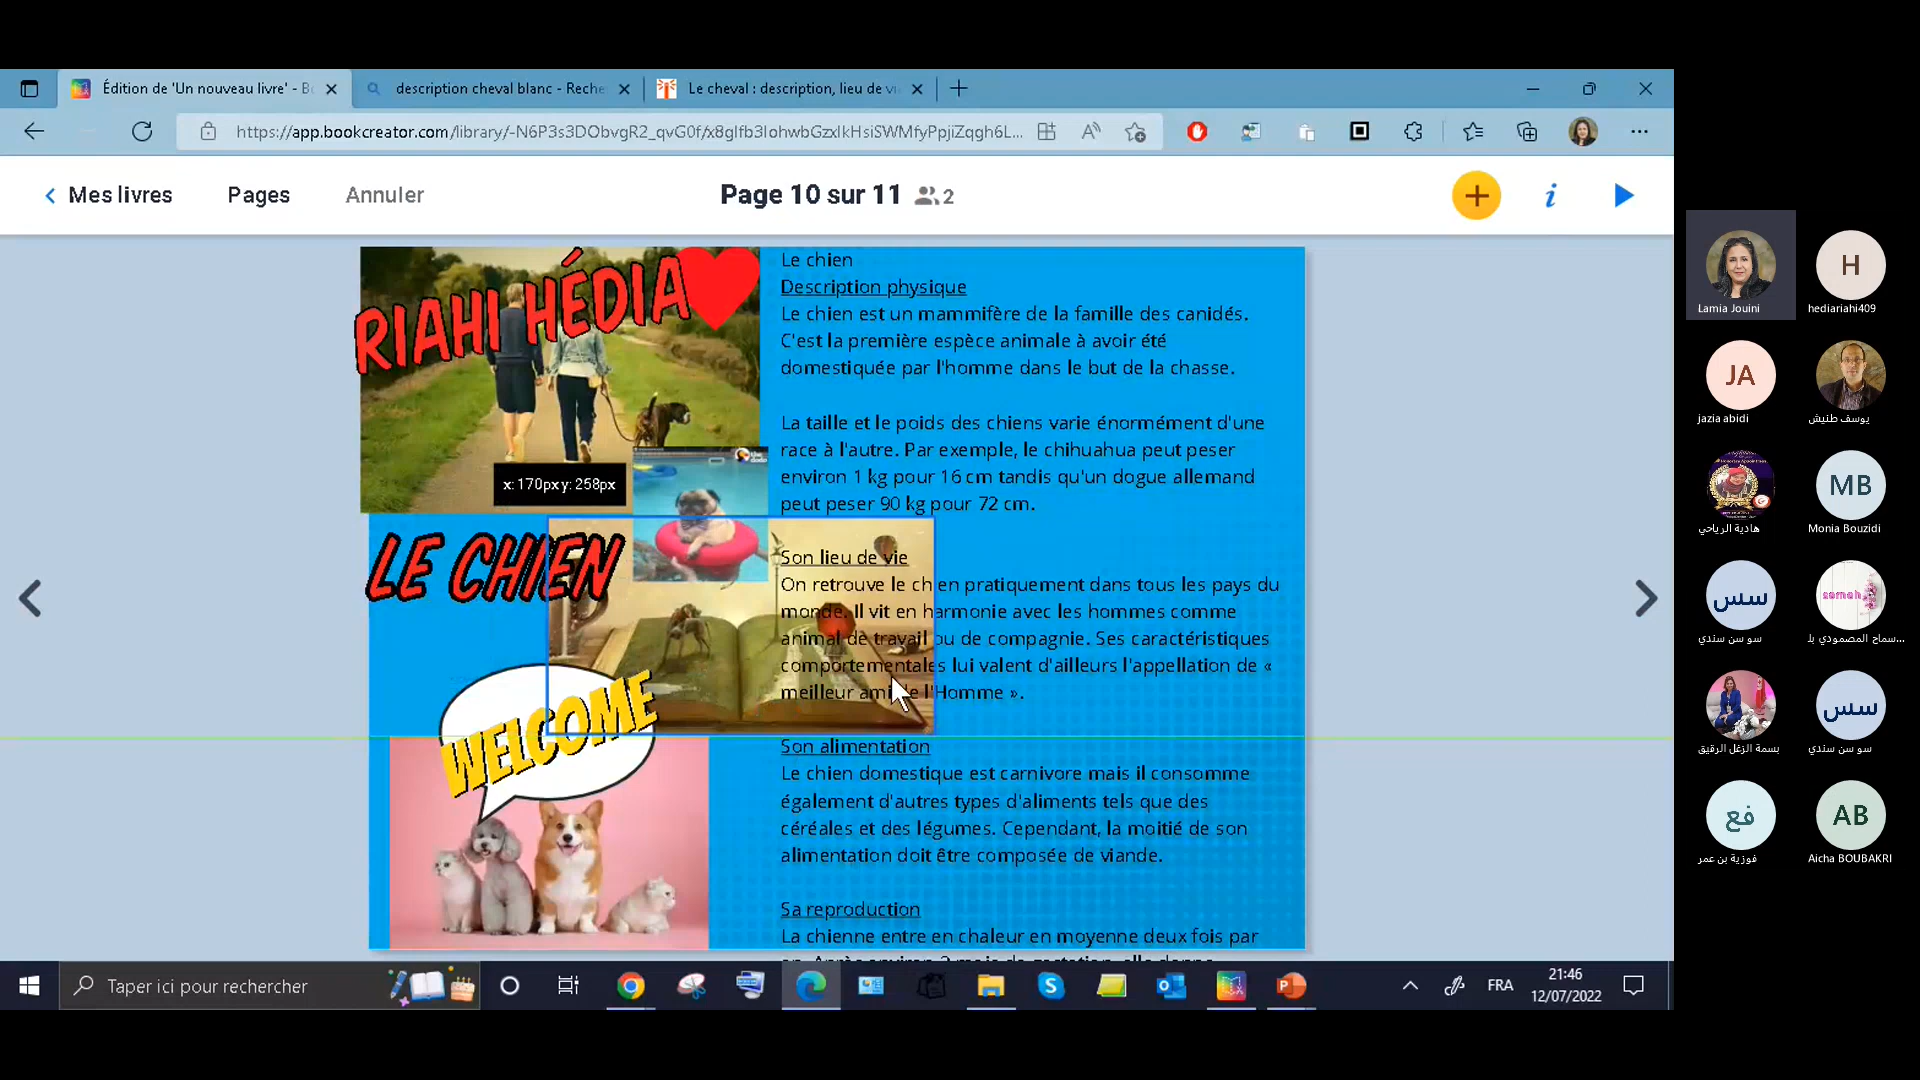 Édition de 'Un nouveau livre' - B
description cheval blanc - Reche
Le cheval : description, lieu de vi
https://app.bookcreator.com/library/-N6P3s3DObvgR2_qvG0f/x8glfb3IohwbGzxIkHsiSWMfyPpjiZqgh6L...
Mes livres
Pages
Annuler
Page 10 sur 11
2
RIAHI HÉDIA
x: 170px y: 258px
LE CHIEN
WELCOME
Le chien
Description physique
Le chien est un mammifère de la famille des canidés.
C'est la première espèce animale à avoir été
domestiquée par l'homme dans le but de la chasse.
La taille et le poids des chiens varie énormément d'une
race à l'autre. Par exemple, le chihuahua peut peser
environ 1 kg pour 16 cm tandis qu'un dogue allemand
peut peser 90 kg pour 72 cm.
Son lieu de vie
On retrouve le chien pratiquement dans tous les pays du
monde. Il vit en harmonie avec les hommes comme
animal de travail ou de compagnie. Ses caractéristiques
comportementales lui valent d'ailleurs l'appellation de «
meilleur ami de l'Homme ».
Son alimentation
Le chien domestique est carnivore mais il consomme
également d'autres types d'aliments tels que des
céréales et des légumes. Cependant, la moitié de son
alimentation doit être composée de viande.
Sa reproduction
La chienne entre en chaleur en moyenne deux fois par
Lamia Jouini
H
hediariahi409
JA
jazia abidi
يوسف طنيش
هادية الرياحي
MB
Monia Bouzidi
سس
سو سن سندي
samah
سماح المصمودي بل...
بسمة الزغل الرقيق
سس
سو سن سندي
فع
فوزية بن عمر
AB
Aicha BOUBAKRI
Taper ici pour rechercher
FRA
21:46
12/07/2022